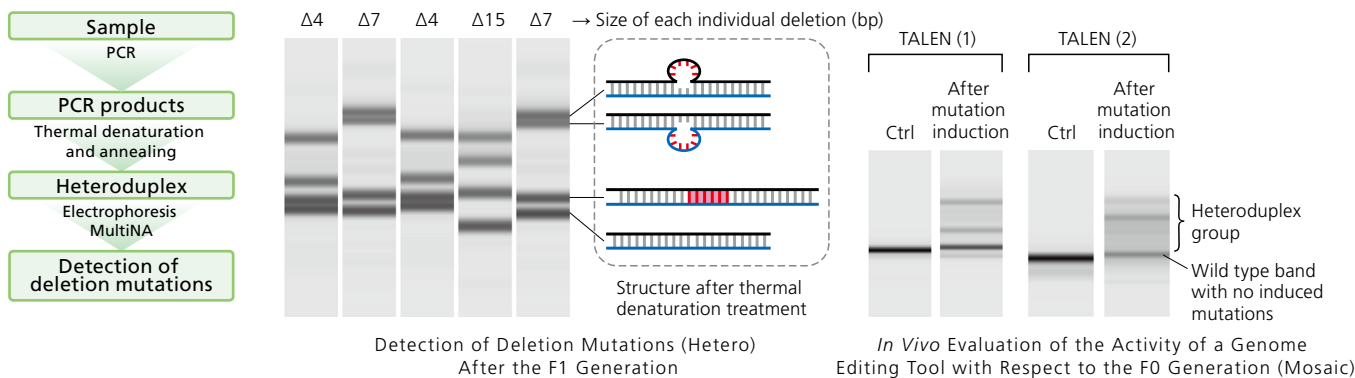 Sample
PCR
PCR products
Thermal denaturation
and annealing
Heteroduplex
Electrophoresis
MultiNA
Detection of
deletion mutations
Δ4 Δ7 Δ4 Δ15 Δ7 → Size of each individual deletion (bp)
Structure after thermal
denaturation treatment
Detection of Deletion Mutations (Hetero)
After the F1 Generation
TALEN (1) TALEN (2)
Ctrl
After
mutation
induction
Ctrl
After
mutation
induction
Heteroduplex
group
Wild type band
with no induced
mutations
In Vivo Evaluation of the Activity of a Genome
Editing Tool with Respect to the F0 Generation (Mosaic)